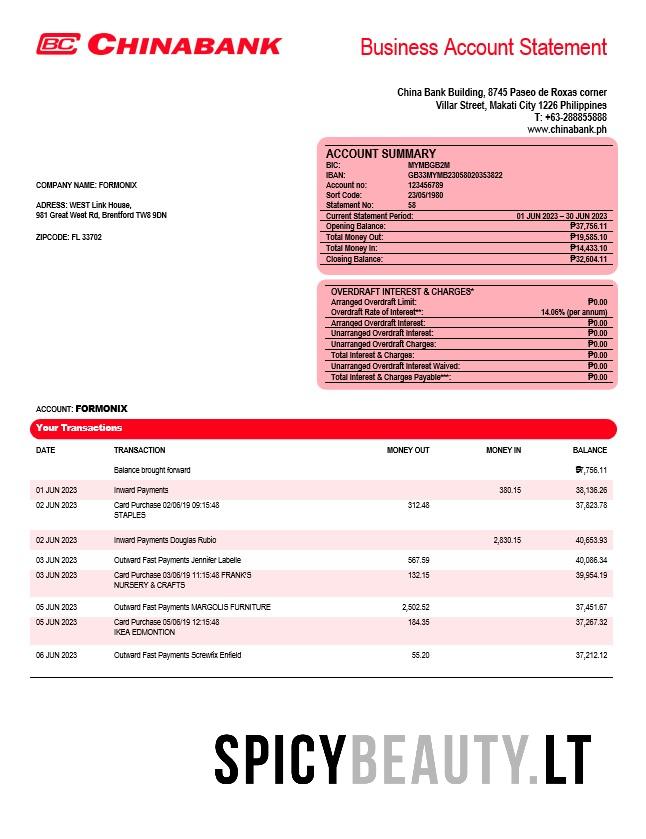 BC CHINABANK
Business Account Statement
China Bank Building, 8745 Paseo de Roxas corner
Villar Street, Makati City 1226 Philippines
T: +63-288855888
www.chinabank.ph
COMPANY NAME: FORMONIX
ADRESS: WEST Link House,
981 Great West Rd, Brentford TW8 9DN
ZIPCODE: FL 33702
ACCOUNT SUMMARY
BIC: MYMBGB2M
IBAN: GB33MYMB23058020353822
Account no: 123456789
Sort Code: 23/05/1980
Statement No: 58
Current Statement Period: 01 JUN 2023 – 30 JUN 2023
Opening Balance: ₱37,756.11
Total Money Out: ₱19,585.10
Total Money In: ₱14,433.10
Closing Balance: ₱32,604.11
OVERDRAFT INTEREST & CHARGES*
Arranged Overdraft Limit: ₱0.00
Overdraft Rate of Interest**: 14.06% (per annum)
Arranged Overdraft Interest: ₱0.00
Unarranged Overdraft Interest: ₱0.00
Unarranged Overdraft Charges: ₱0.00
Total Interest & Charges: ₱0.00
Unarranged Overdraft Interest Waived: ₱0.00
Total Interest & Charges Payable***: ₱0.00
ACCOUNT: FORMONIX
Your Transactions
DATE TRANSACTION MONEY OUT MONEY IN BALANCE
Balance brought forward 7,756.11
01 JUN 2023 Inward Payments 380.15 38,136.26
02 JUN 2023 Card Purchase 02/06/19 09:15:48 312.48 37,823.78
STAPLES
02 JUN 2023 Inward Payments Douglas Rubio 2,830.15 40,653.93
03 JUN 2023 Outward Fast Payments Jennifer Labelle 567.59 40,086.34
03 JUN 2023 Card Purchase 03/06/19 11:15:48 FRANK'S 132.15 39,954.19
NURSERY & CRAFTS
05 JUN 2023 Outward Fast Payments MARGOLIS FURNITURE 2,502.52 37,451.67
05 JUN 2023 Card Purchase 05/06/19 12:15:48 184.35 37,267.32
IKEA EDMONTION
06 JUN 2023 Outward Fast Payments Screwfix Enfield 55.20 37,212.12
SPICYBEAUTY.LT